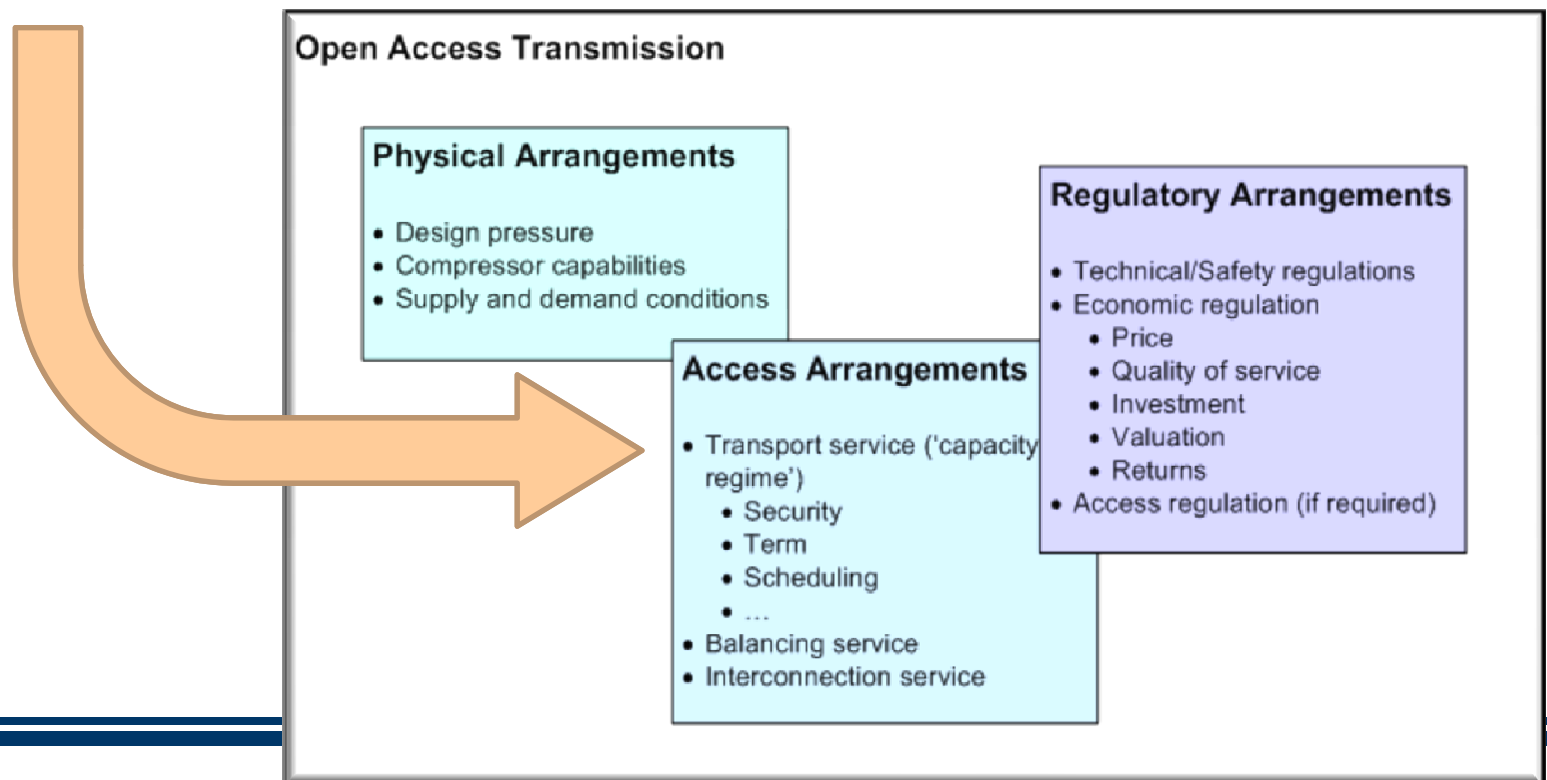 Open Access Transmission
Physical Arrangements
• Design pressure
• Compressor capabilities
• Supply and demand conditions
Access Arrangements
• Transport service (‘capacity
regime’)
• Security
• Term
• Scheduling
• …
• Balancing service
• Interconnection service
Regulatory Arrangements
• Technical/Safety regulations
• Economic regulation
• Price
• Quality of service
• Investment
• Valuation
• Returns
• Access regulation (if required)